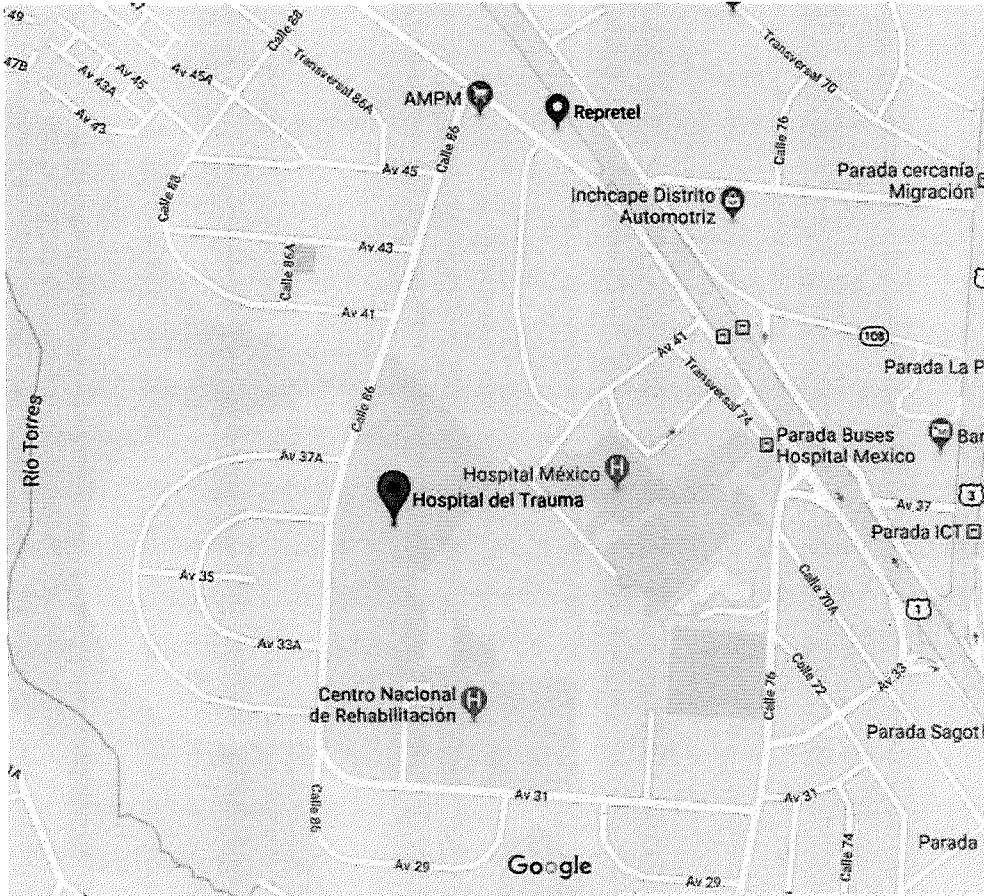 49
47B
Av 43A
Av 45
Av 45A
Av 43
Calle 88
Transversal 86A
AMPM
Repretel
Transversal 70
Calle 76
Calle 86
Av 45
Calle 88
Parada cercanía
Migración
Inchcape Distrito
Automotriz
Av 43
Calle 86A
Av 41
Av 41
108
Transversal 74
Parada La P
Calle 86
Río Torres
Av 37A
Hospital México
Parada Buses
Hospital Mexico
Bar
Hospital del Trauma
Av 37
3
Parada ICT
Av 35
Calle 70A
1
Av 33A
Calle 72
Av 33
Centro Nacional
de Rehabilitación
Calle 76
Parada Sagot
1A
Calle 86
Av 31
Av 31
Calle 74
Parada
Av 29
Google
Av 29